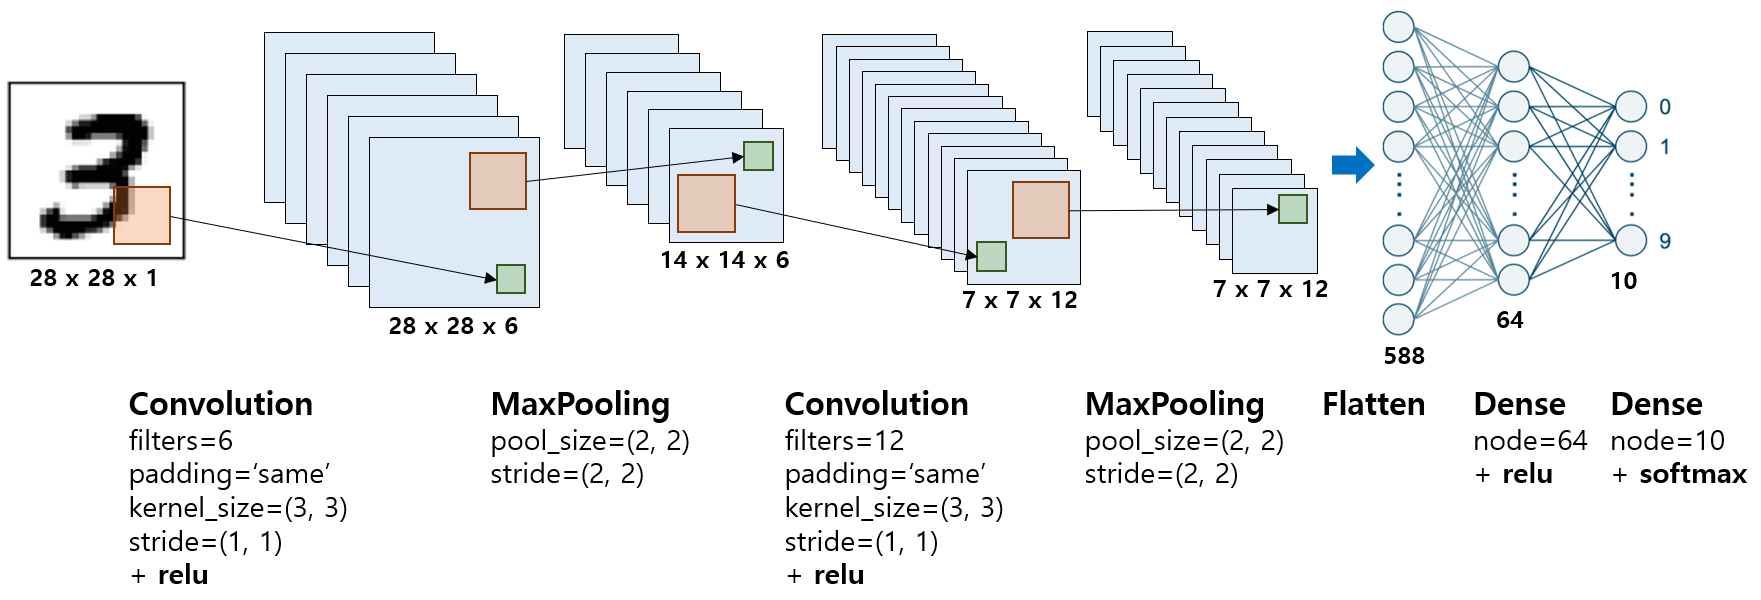 28 x 28 x 1
28 x 28 x 6
14 x 14 x 6
7 x 7 x 12
7 x 7 x 12
588
64
10
0
1
9
Convolution
filters=6
padding=‘same’
kernel_size=(3, 3)
stride=(1, 1)
+ relu
MaxPooling
pool_size=(2, 2)
stride=(2, 2)
Convolution
filters=12
padding=‘same’
kernel_size=(3, 3)
stride=(1, 1)
+ relu
MaxPooling
pool_size=(2, 2)
stride=(2, 2)
Flatten
Dense
node=64
+ relu
Dense
node=10
+ softmax
3